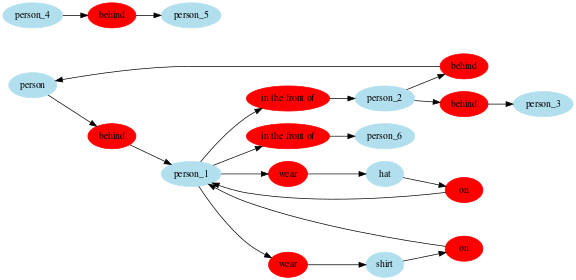 person_4
behind
person_5
behind
person
in the front of
person_2
behind
person_3
behind
in the front of
person_6
person_1
wear
hat
on
on
wear
shirt